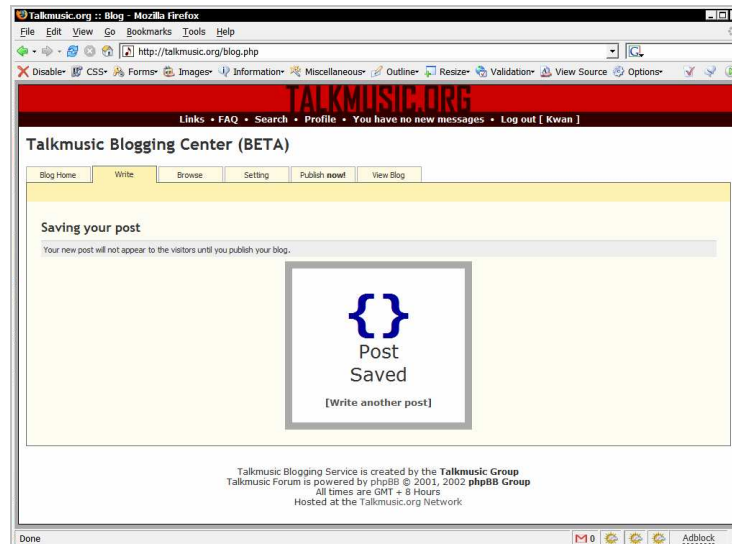 Talkmusic.org :: Blog - Mozilla Firefox
File Edit View Go Bookmarks Tools Help
http://talkmusic.org/blog.php
Disable CSS Forms Images Information Miscellaneous Outline Resize Validation View Source Options
TALKMUSIC.ORG
Links • FAQ • Search • Profile • You have no new messages • Log out [ Kwan ]
Talkmusic Blogging Center (BETA)
Blog Home Write Browse Setting Publish now! View Blog
Saving your post
Your new post will not appear to the visitors until you publish your blog.
{}
Post
Saved
[Write another post]
Talkmusic Blogging Service is created by the Talkmusic Group
Talkmusic Forum is powered by phpBB © 2001, 2002 phpBB Group
All times are GMT + 8 Hours
Hosted at the Talkmusic.org Network
Done 0 Adblock